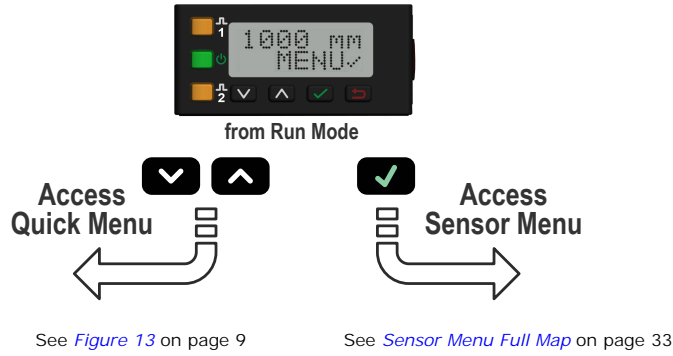 1
1000 mm
MENU✓
2
from Run Mode
Access
Quick Menu
Access
Sensor Menu
See Figure 13 on page 9
See Sensor Menu Full Map on page 33